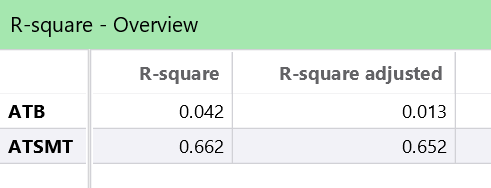 R-square - Overview
R-square R-square adjusted
ATB 0.042 0.013
ATSMT 0.662 0.652